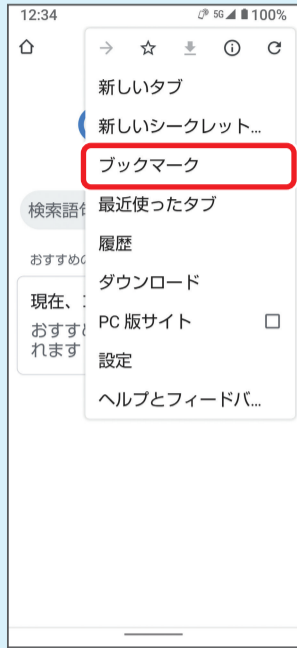 12:34 5G 100%
新しいタブ
新しいシークレット...
ブックマーク
検索語
最近使ったタブ
履歴
おすすめ
ダウンロード
現在、
PC 版サイト
おすす
れます
設定
ヘルプとフィードバ...